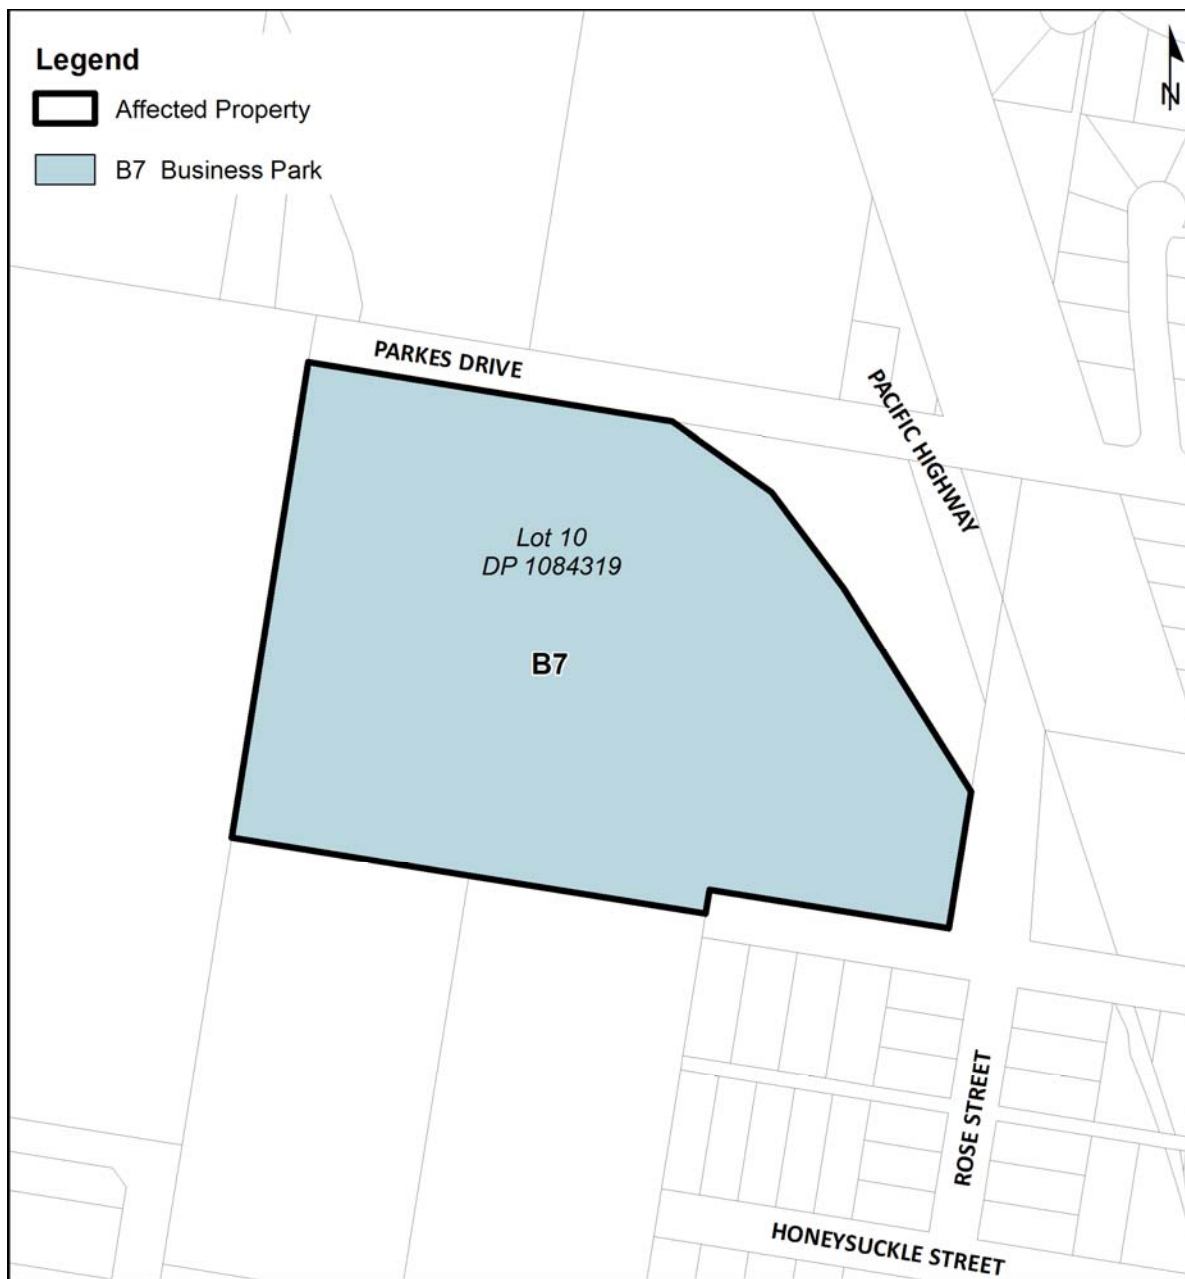 Legend
Affected Property
B7 Business Park
N
PARKES DRIVE
PACIFIC HIGHWAY
Lot 10
DP 1084319
B7
ROSE STREET
HONEYSUCKLE STREET